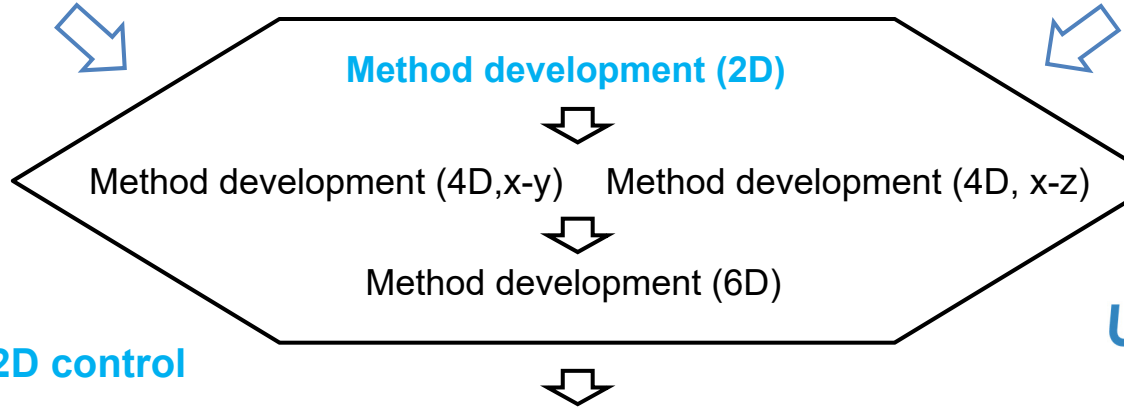 Method development (2D)
Method development (4D,x-y) Method development (4D, x-z)
Method development (6D)
2D control